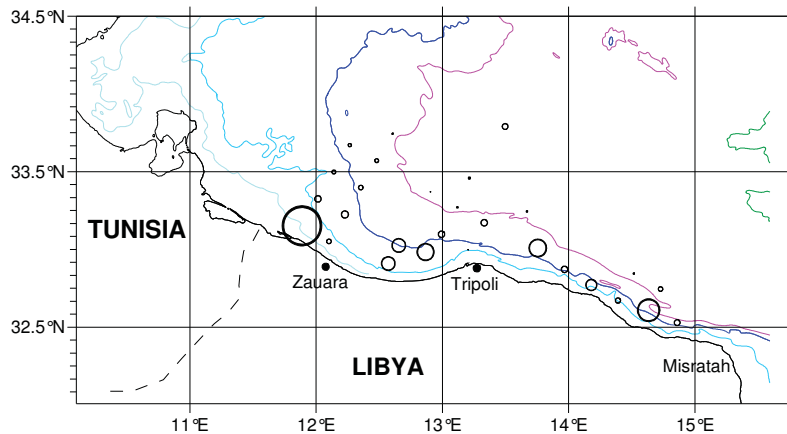 34.5°N
33.5°N
TUNISIA
Zauara
Tripoli
32.5°N
LIBYA
Misratah
11°E 12°E 13°E 14°E 15°E